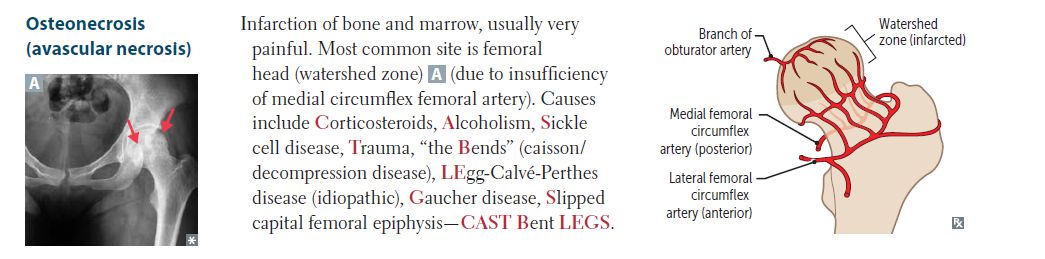 Osteonecrosis
(avascular necrosis)
A
*
Infarction of bone and marrow, usually very
painful. Most common site is femoral
head (watershed zone) A (due to insufficiency
of medial circumflex femoral artery). Causes
include Corticosteroids, Alcoholism, Sickle
cell disease, Trauma, “the Bends” (caisson/
decompression disease), LEgg-Calvé-Perthes
disease (idiopathic), Gaucher disease, Slipped
capital femoral epiphysis—CAST Bent LEGS.
Branch of
obturator artery
Watershed
zone (infarcted)
Medial femoral
circumflex
artery (posterior)
Lateral femoral
circumflex
artery (anterior)
Rx